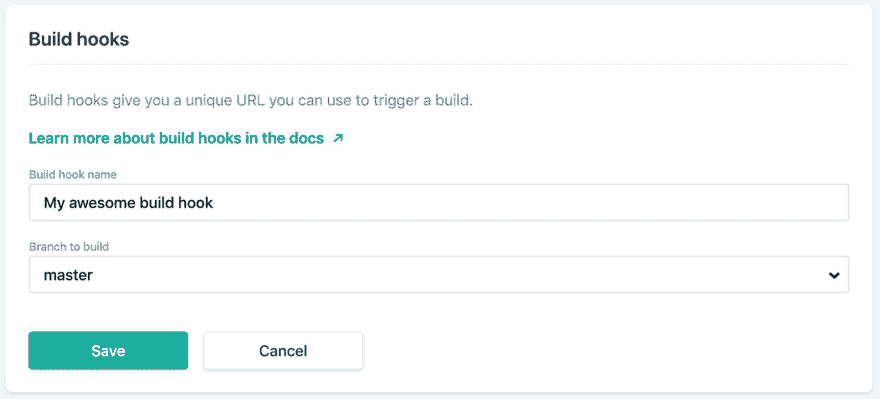 Build hooks
Build hooks give you a unique URL you can use to trigger a build.
Learn more about build hooks in the docs ↗
Build hook name
My awesome build hook
Branch to build
master
Save Cancel